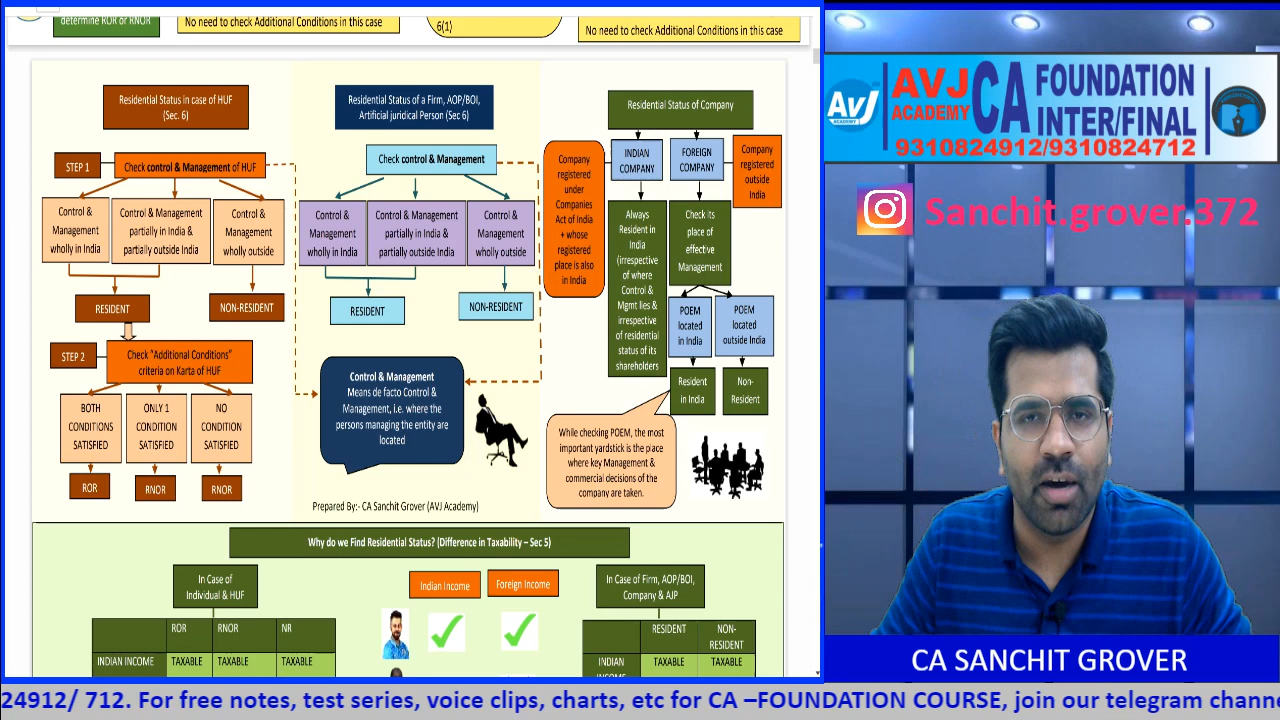 determine ROR or RNOR
No need to check Additional Conditions in this case
6(1)
No need to check Additional Conditions in this case
Residential Status in case of HUF
(Sec. 6)
STEP 1
Check control & Management of HUF
Control &
Management
wholly in India
Control & Management
partially in India &
partially outside India
Control &
Management
wholly outside
RESIDENT
NON-RESIDENT
STEP 2
Check "Additional Conditions"
criteria on Karta of HUF
BOTH
CONDITIONS
SATISFIED
ONLY 1
CONDITION
SATISFIED
NO
CONDITION
SATISFIED
ROR
RNOR
RNOR
Residential Status of a Firm, AOP/BOI,
Artificial juridical Person (Sec 6)
Check control & Management
Control &
Management
wholly in India
Control & Management
partially in India &
partially outside India
Control &
Management
wholly outside
RESIDENT
NON-RESIDENT
Control & Management
Means de facto Control &
Management, i.e. where the
persons managing the entity are
located
Prepared By:- CA Sanchit Grover (AVJ Academy)
Residential Status of Company
Company
registered
under
Companies
Act of India
+ whose
registered
place is also
in India
INDIAN
COMPANY
FOREIGN
COMPANY
Company
registered
outside
India
Always
Resident in
India
(irrespective
of where
Control &
Mgmt lies &
irrespective
of residential
status of its
shareholders
Check its
place of
effective
Management
POEM
located
in India
POEM
located
outside India
Resident
in India
Non-
Resident
While checking POEM, the most
important yardstick is the place
where key Management &
commercial decisions of the
company are taken.
Why do we Find Residential Status? (Difference in Taxability – Sec 5)
In Case of
Individual & HUF
ROR RNOR NR
INDIAN INCOME TAXABLE TAXABLE TAXABLE
Indian Income
Foreign Income
In Case of Firm, AOP/BOI,
Company & AJP
RESIDENT NON-
RESIDENT
INDIAN TAXABLE TAXABLE
AVJ
ACADEMY
AVJ
ACADEMY
CA
FOUNDATION
INTER/FINAL
9310824912/9310824712
Sanchit.grover.372
CA SANCHIT GROVER
24912/ 712. For free notes, test series, voice clips, charts, etc for CA –FOUNDATION COURSE, join our telegram chann